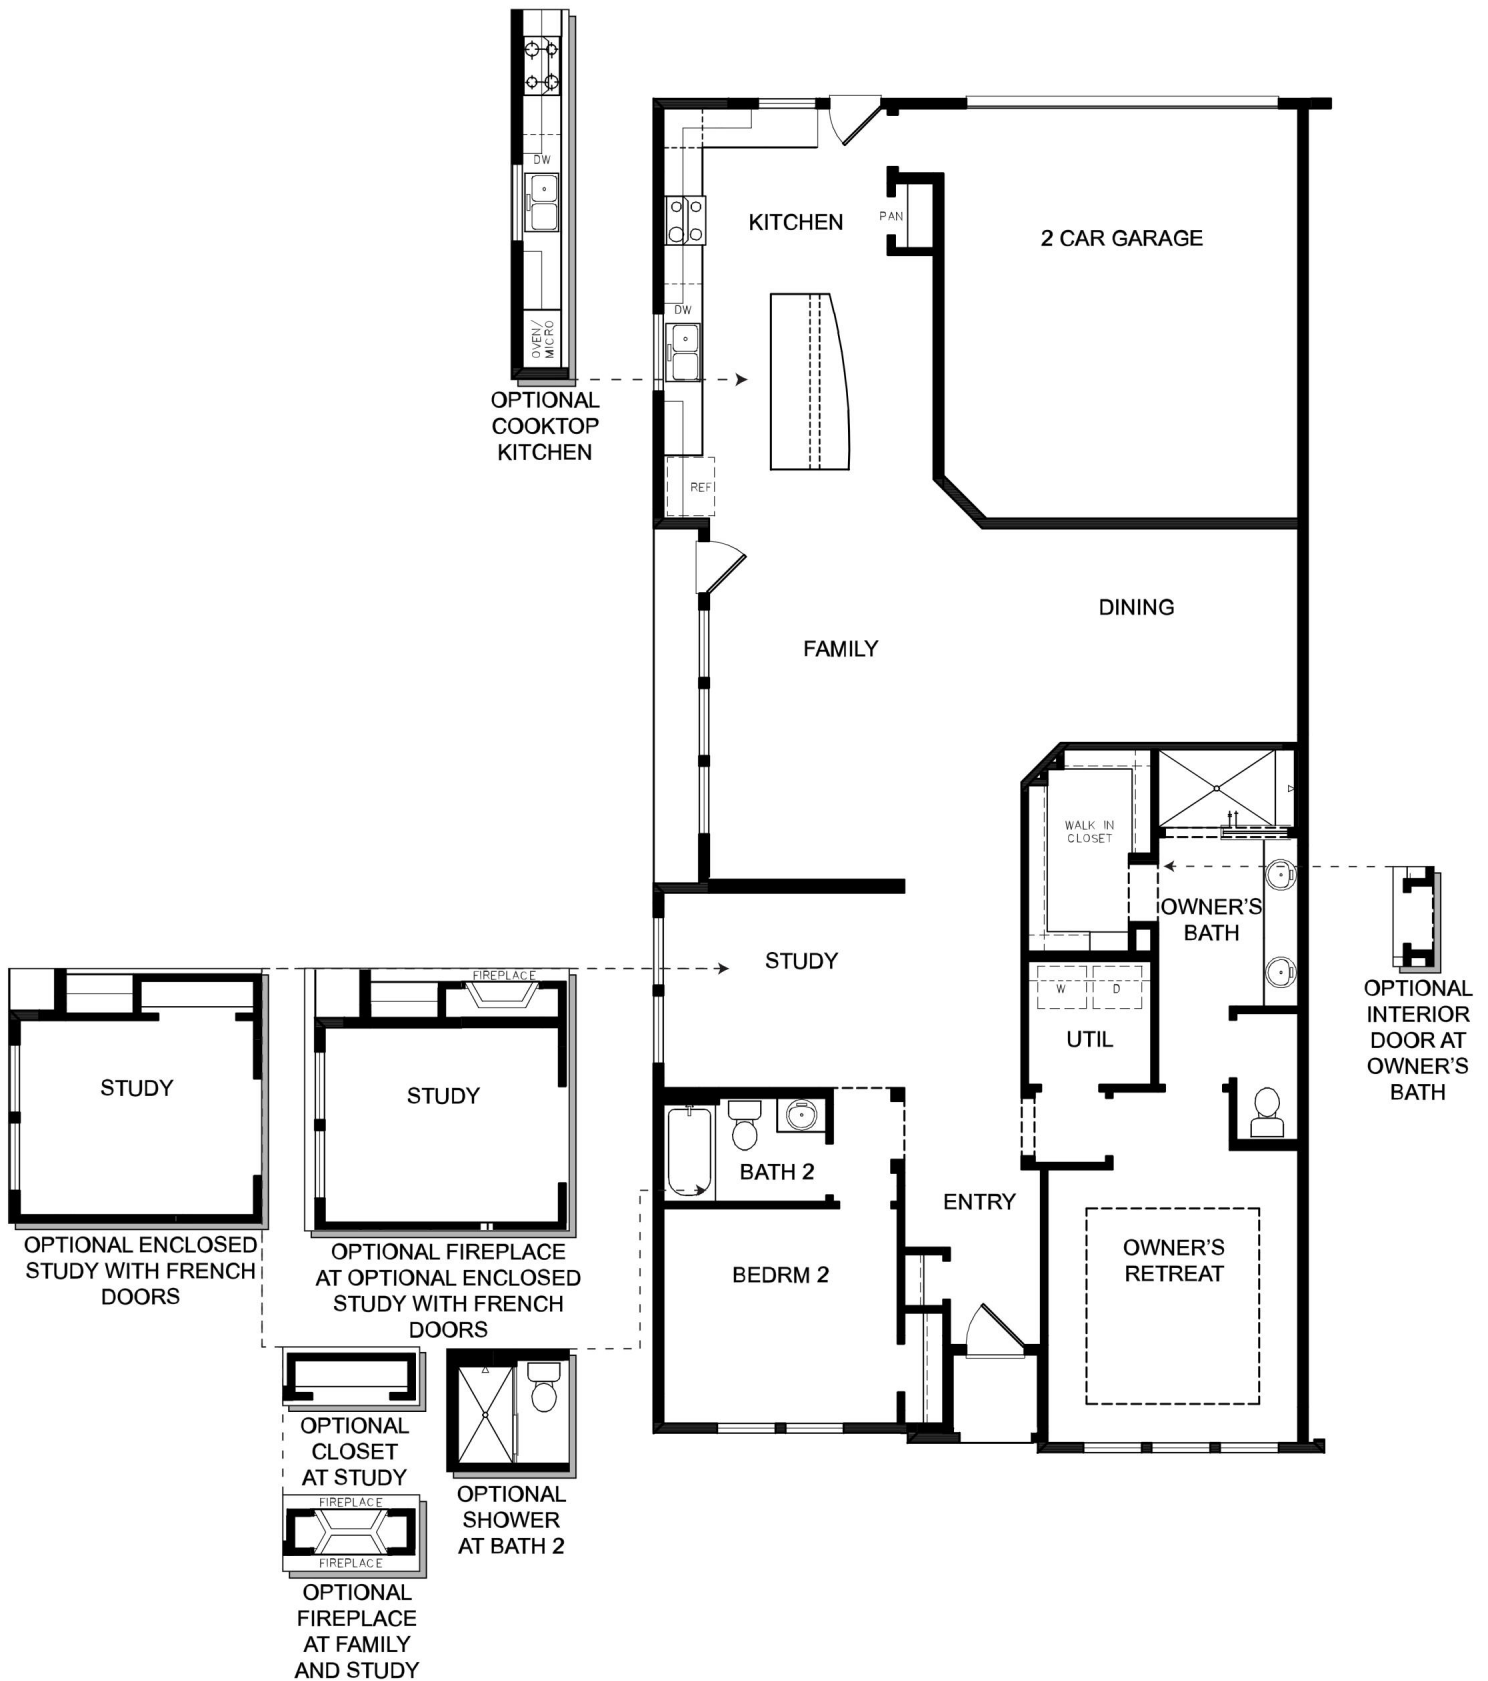 DW
OVEN/
MICRO
OPTIONAL
COOKTOP
KITCHEN
KITCHEN
PAN
2 CAR GARAGE
DW
REF
DINING
FAMILY
WALK IN
CLOSET
OWNER'S
BATH
STUDY
W
D
UTIL
OPTIONAL
INTERIOR
DOOR AT
OWNER'S
BATH
STUDY
OPTIONAL ENCLOSED
STUDY WITH FRENCH
DOORS
FIREPLACE
STUDY
OPTIONAL FIREPLACE
AT OPTIONAL ENCLOSED
STUDY WITH FRENCH
DOORS
BATH 2
ENTRY
BEDRM 2
OWNER'S
RETREAT
OPTIONAL
CLOSET
AT STUDY
FIREPLACE
FIREPLACE
OPTIONAL
FIREPLACE
AT FAMILY
AND STUDY
OPTIONAL
SHOWER
AT BATH 2